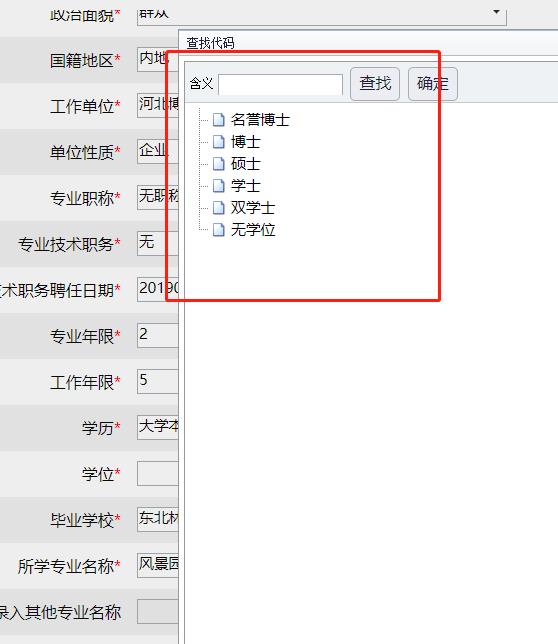 政治面貌* 群众
查找代码
国籍地区* 内地
含义 查找 确定
工作单位* 河北博
名誉博士
博士
单位性质* 企业
硕士
学士
专业职称* 无职称
双学士
无学位
专业技术职务* 无
术职务聘任日期* 20190
专业年限* 2
工作年限* 5
学历* 大学本
学位*
毕业学校* 东北林
所学专业名称* 风景园
录入其他专业名称